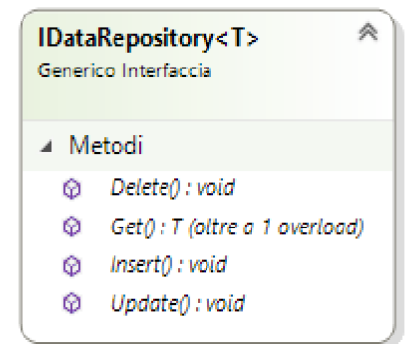 IDataRepository<T>
Generico Interfaccia
Metodi
Delete() : void
Get() : T (oltre a 1 overload)
Insert() : void
Update() : void